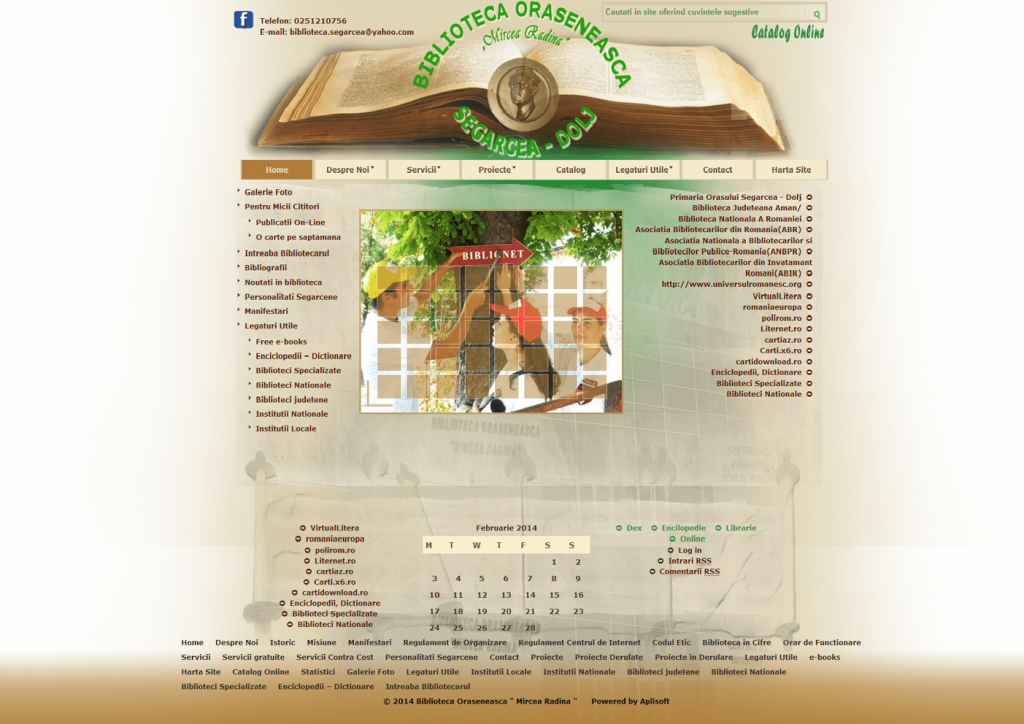 Telefon: 0251210756
E-mail: biblioteca.segarcea@yahoo.com
BIBLIOTECA ORASENEASCA
„Mircea Radina”
SEGARCEA - DOLJ
Cautati in site oferind cuvintele sugestive
Catalog Online
Home
Despre Noi
Servicii
Proiecte
Catalog
Legaturi Utile
Contact
Harta Site
Galerie Foto
Pentru Micii Cititori
Publicatii On-Line
O carte pe saptamana
Intreaba Bibliotecarul
Bibliografii
Noutati in biblioteca
Personalitati Segarcene
Manifestari
Legaturi Utile
Free e-books
Enciclopedii – Dictionare
Biblioteci Specializate
Biblioteci Nationale
Biblioteci judetene
Institutii Nationale
Institutii Locale
BIBLIONET
Primaria Orasului Segarcea - Dolj
Biblioteca Judeteana Aman/
Biblioteca Nationala A Romaniei
Asociatia Bibliotecarilor din Romania(ABR)
Asociatia Nationala a Bibliotecarilor si
Bibliotecilor Publice-Romania(ANBPR)
Asociatia Bibliotecarilor din Invatamant
Romani(ABIR)
http://www.universulromanesc.org
VirtualLitera
romaniaeuropa
polirom.ro
Liternet.ro
cartiaz.ro
Carti.x6.ro
cartidownload.ro
Enciclopedii, Dictionare
Biblioteci Specializate
Biblioteci Nationale
BIBLIOTECA ORASENEASCA
"MIRCEA RADINA"
VirtualLitera
romaniaeuropa
polirom.ro
Liternet.ro
cartiaz.ro
Carti.x6.ro
cartidownload.ro
Enciclopedii, Dictionare
Biblioteci Specializate
Biblioteci Nationale
Februarie 2014
M T W T F S S
1 2
3 4 5 6 7 8 9
10 11 12 13 14 15 16
17 18 19 20 21 22 23
24 25 26 27 28
Dex Encilopedie Librarie
Online
Log in
Intrari RSS
Comentarii RSS
Home Despre Noi Istoric Misiune Manifestari Regulament de Organizare Regulament Centrul de Internet Codul Etic Biblioteca in Cifre Orar de Functionare
Servicii Servicii gratuite Servicii Contra Cost Personalitati Segarcene Contact Proiecte Proiecte Derulate Proiecte in Derulare Legaturi Utile e-books
Harta Site Catalog Online Statistici Galerie Foto Legaturi Utile Institutii Locale Institutii Nationale Biblioteci judetene Biblioteci Nationale
Biblioteci Specializate Enciclopedii – Dictionare Intreaba Bibliotecarul
© 2014 Biblioteca Oraseneasca " Mircea Radina " Powered by Aplisoft